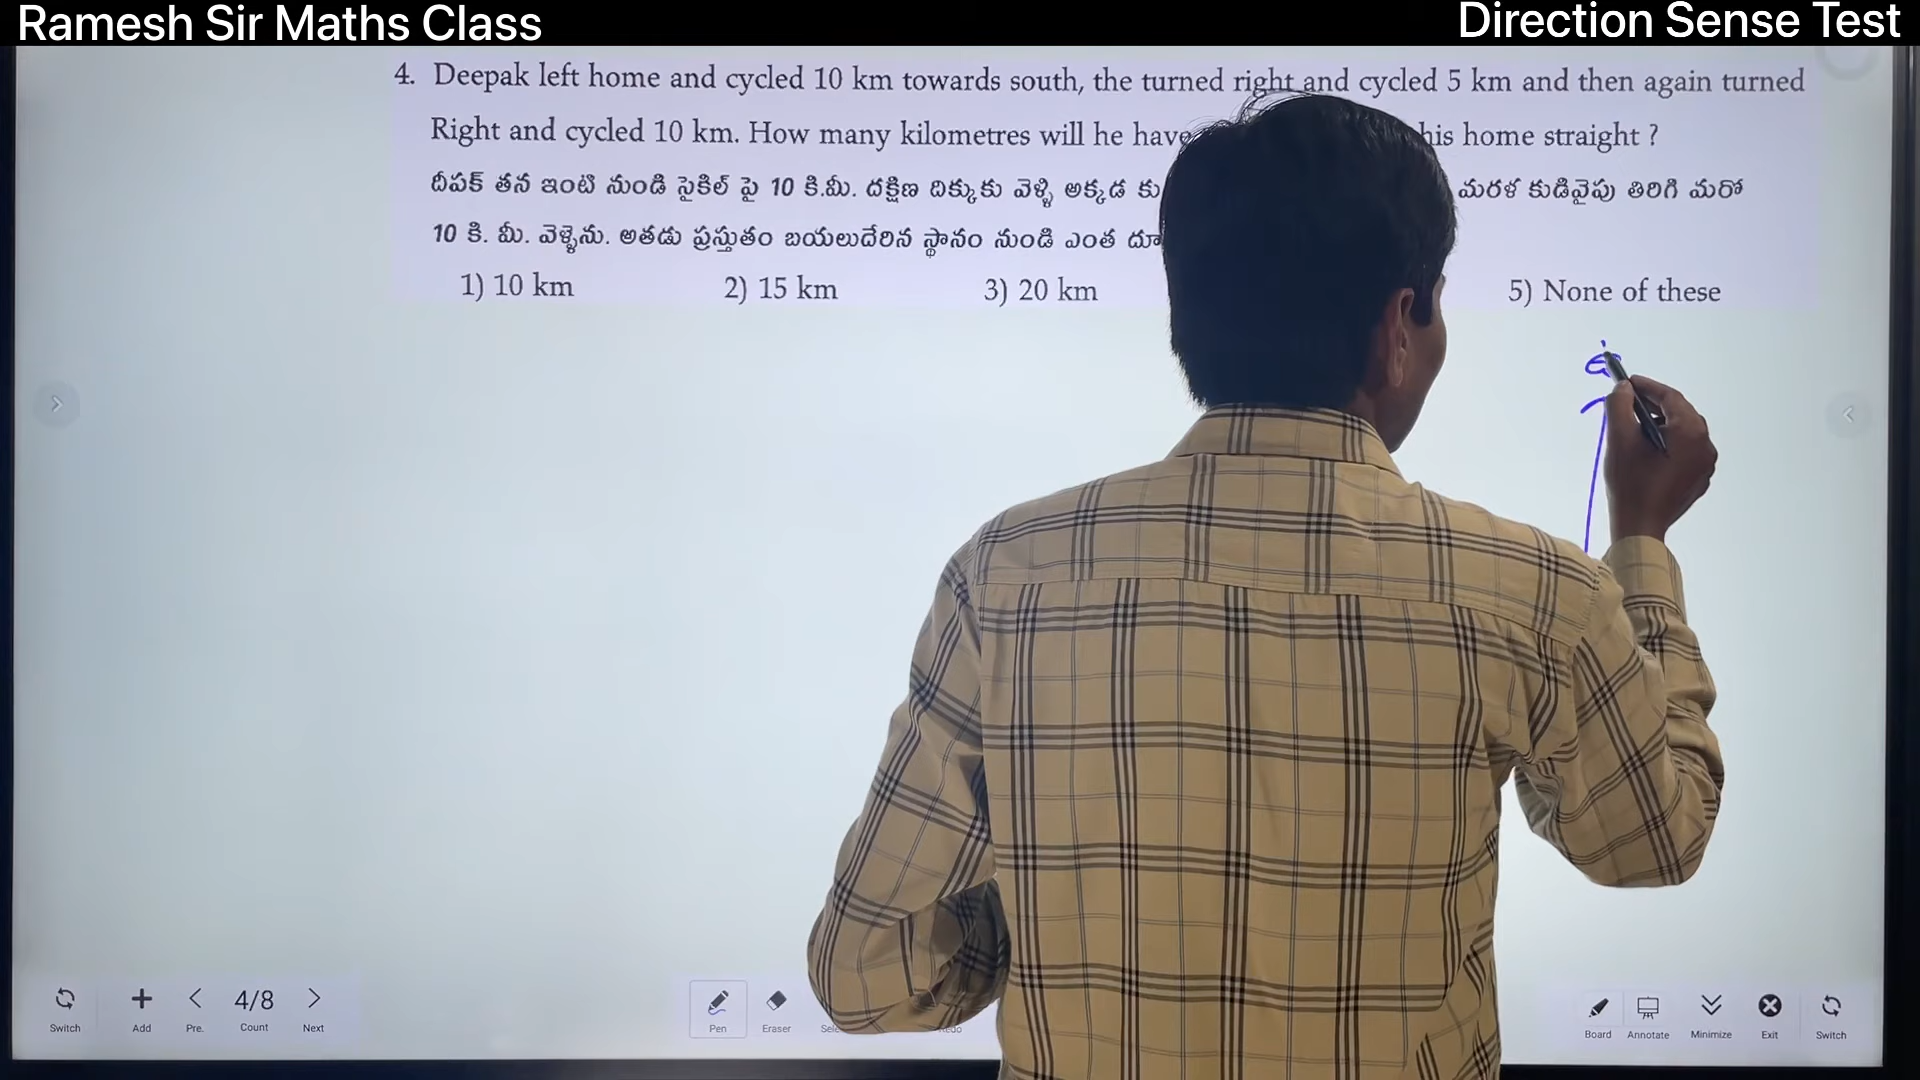 Ramesh Sir Maths Class
Direction Sense Test
4. Deepak left home and cycled 10 km towards south, the turned right and cycled 5 km and then again turned
Right and cycled 10 km. How many kilometres will he have his home straight ?
దీపక్ తన ఇంటి నుండి సైకిల్ పై 10 కి.మీ. దక్షిణ దిక్కుకు వెళ్ళి అక్కడ మరళ కుడివైపు తిరిగి మరో
10 కి. మీ. వెళ్ళెను. అతడు ప్రస్తుతం బయలుదేరిన స్థానం నుండి ఎంత
1) 10 km 2) 15 km 3) 20 km 5) None of these
Switch Add Pre. 4/8 Count Next Pen Eraser Board Annotate Minimize Exit Switch